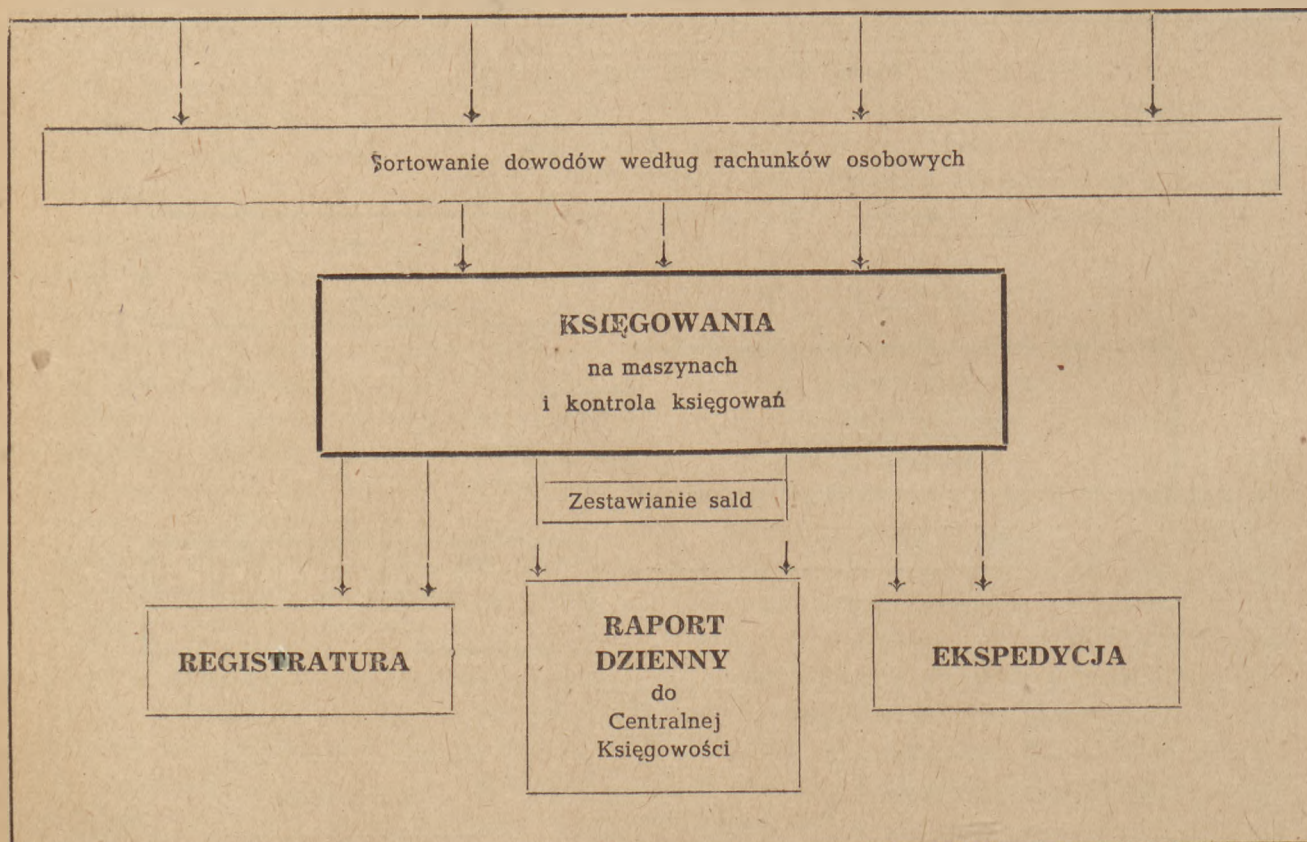 Sortowanie dowodów według rachunków osobowych
KSIĘGOWANIA
na maszynach
i kontrola księgowań
Zestawianie sald
REGISTRATURA
RAPORT
DZIENNY
do
Centralnej
Księgowości
EKSPEDYCJA